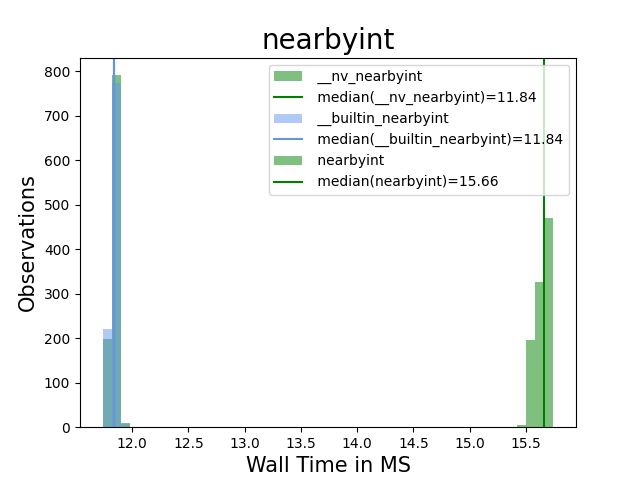 nearbyint
__nv_nearbyint
median(__nv_nearbyint)=11.84
__builtin_nearbyint
median(__builtin_nearbyint)=11.84
nearbyint
median(nearbyint)=15.66
Observations
800
700
600
500
400
300
200
100
0
12.0 12.5 13.0 13.5 14.0 14.5 15.0 15.5
Wall Time in MS